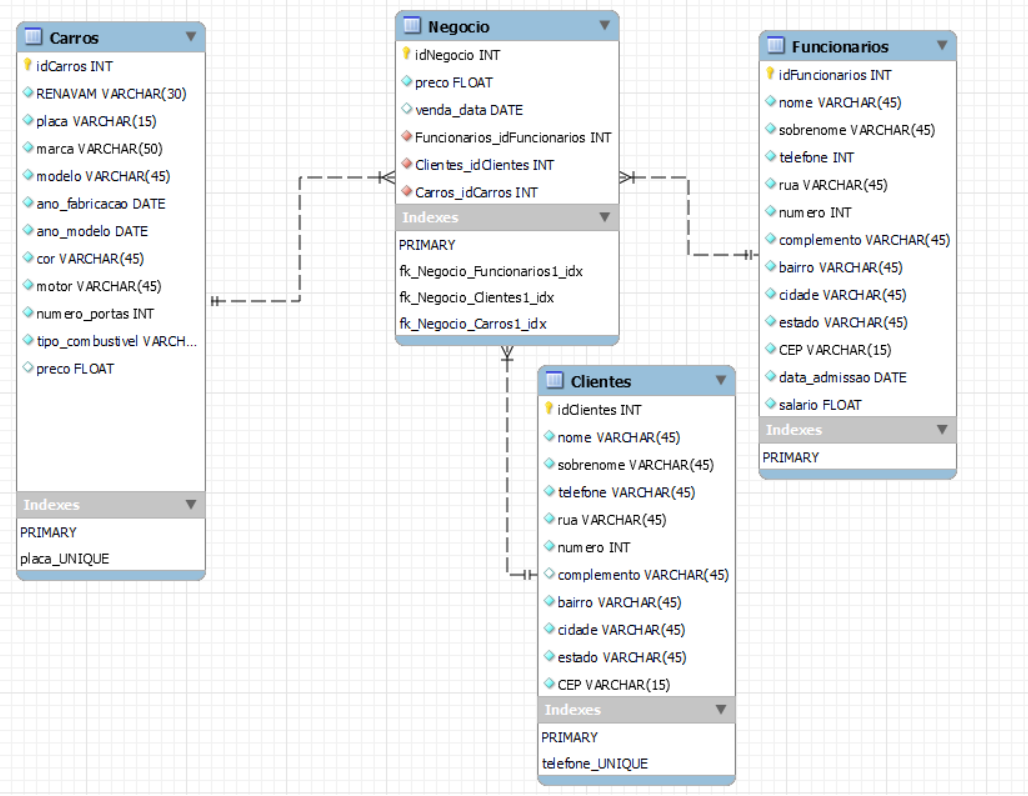 Carros
idCarros INT
RENAVAM VARCHAR(30)
placa VARCHAR(15)
marca VARCHAR(50)
modelo VARCHAR(45)
ano_fabricacao DATE
ano_modelo DATE
cor VARCHAR(45)
motor VARCHAR(45)
numero_portas INT
tipo_combustivel VARCH...
preco FLOAT
Indexes
PRIMARY
placa_UNIQUE
Negocio
idNegocio INT
preco FLOAT
venda_data DATE
Funcionarios_idFuncionarios INT
Clientes_idClientes INT
Carros_idCarros INT
Indexes
PRIMARY
fk_Negocio_Funcionarios1_idx
fk_Negocio_Clientes1_idx
fk_Negocio_Carros1_idx
Clientes
idClientes INT
nome VARCHAR(45)
sobrenome VARCHAR(45)
telefone VARCHAR(45)
rua VARCHAR(45)
numero INT
complemento VARCHAR(45)
bairro VARCHAR(45)
cidade VARCHAR(45)
estado VARCHAR(45)
CEP VARCHAR(15)
Indexes
PRIMARY
telefone_UNIQUE
Funcionarios
idFuncionarios INT
nome VARCHAR(45)
sobrenome VARCHAR(45)
telefone INT
rua VARCHAR(45)
numero INT
complemento VARCHAR(45)
bairro VARCHAR(45)
cidade VARCHAR(45)
estado VARCHAR(45)
CEP VARCHAR(15)
data_admissao DATE
salario FLOAT
Indexes
PRIMARY